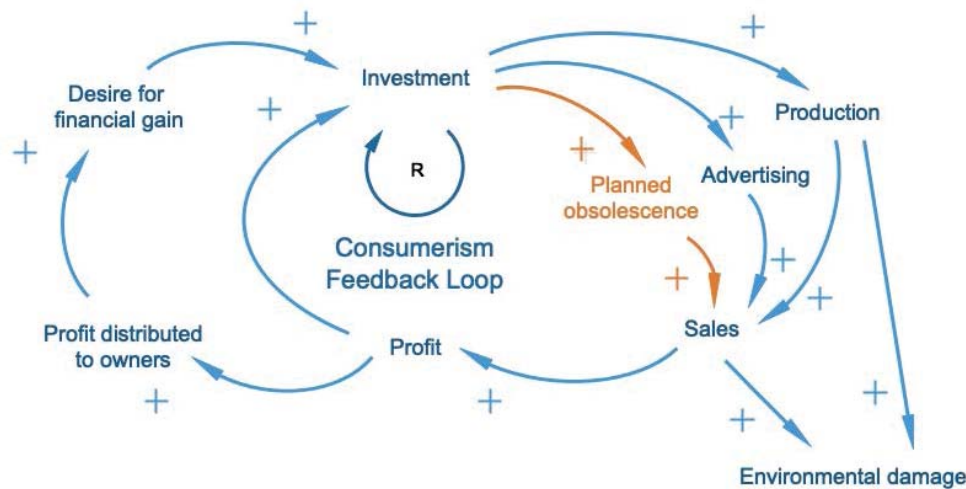 Desire for
financial gain
Investment
Production
Advertising
Planned
obsolescence
R
Consumerism
Feedback Loop
Profit distributed
to owners
Profit
Sales
Environmental damage
+
+
+
+
+
+
+
+
+
+
+
+
+